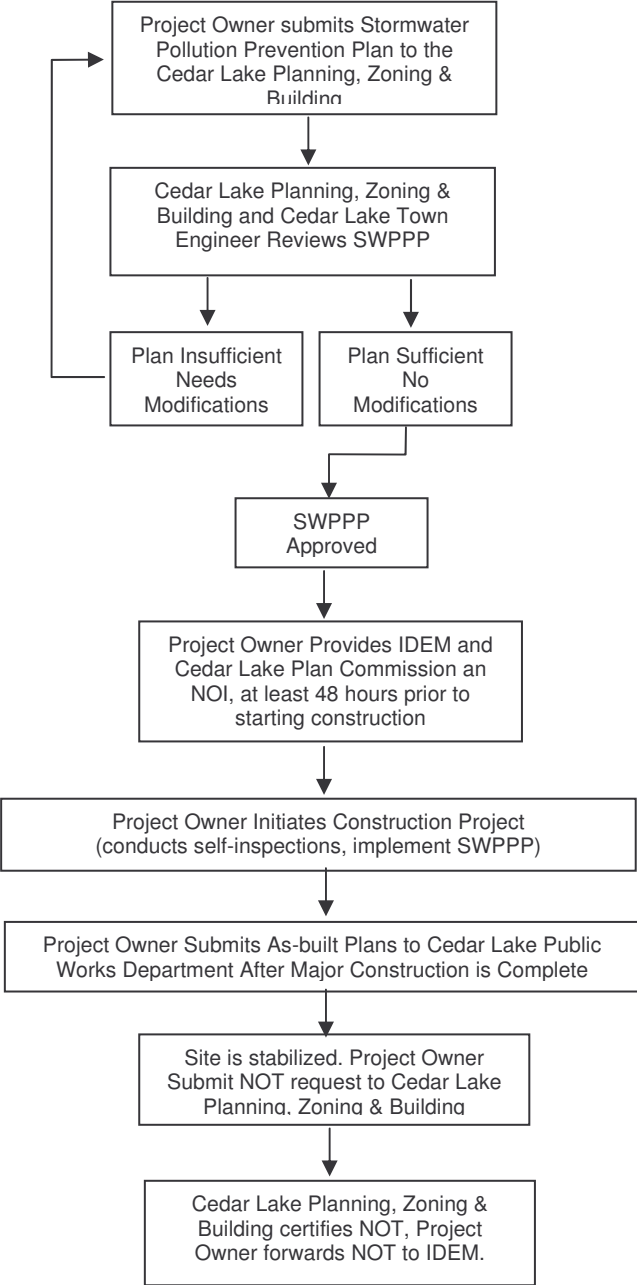 Project Owner submits Stormwater
Pollution Prevention Plan to the
Cedar Lake Planning, Zoning &
Building
Cedar Lake Planning, Zoning &
Building and Cedar Lake Town
Engineer Reviews SWPPP
Plan Insufficient
Needs
Modifications
Plan Sufficient
No
Modifications
SWPPP
Approved
Project Owner Provides IDEM and
Cedar Lake Plan Commission an
NOI, at least 48 hours prior to
starting construction
Project Owner Initiates Construction Project
(conducts self-inspections, implement SWPPP)
Project Owner Submits As-built Plans to Cedar Lake Public
Works Department After Major Construction is Complete
Site is stabilized. Project Owner
Submit NOT request to Cedar Lake
Planning, Zoning & Building
Cedar Lake Planning, Zoning &
Building certifies NOT, Project
Owner forwards NOT to IDEM.